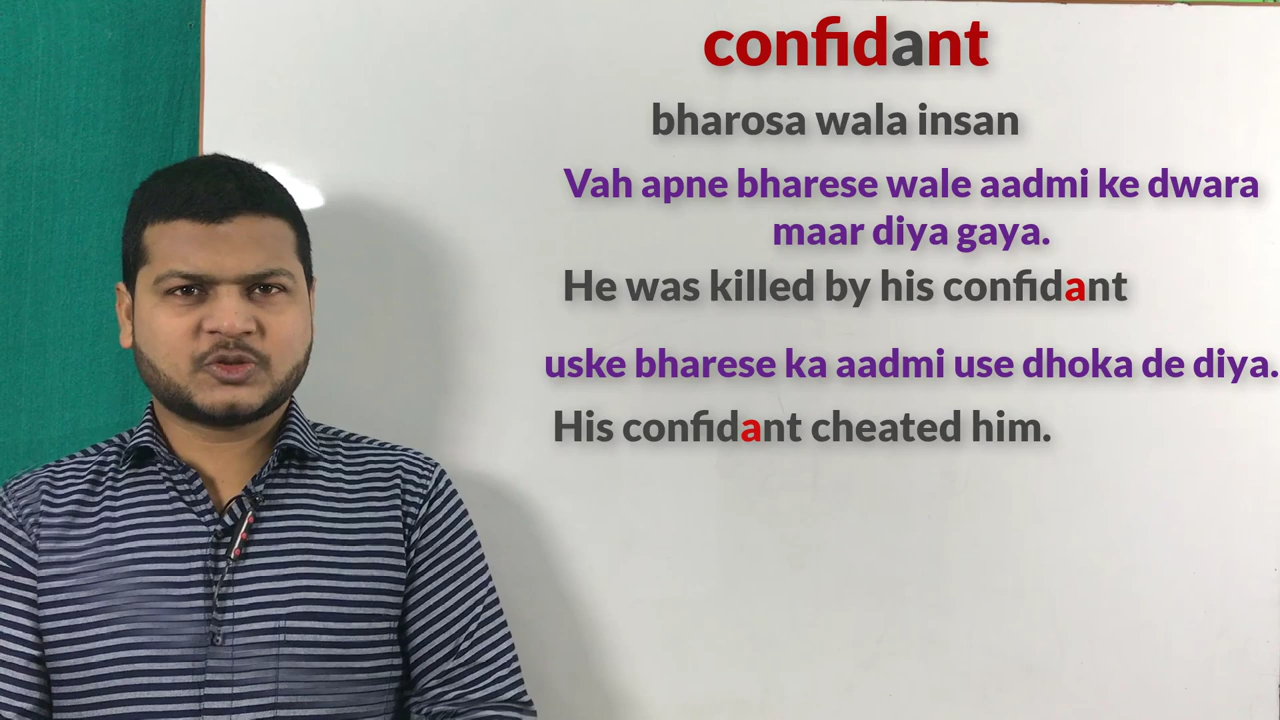 confidant
bharosa wala insan
Vah apne bharese wale aadmi ke dwara
maar diya gaya.
He was killed by his confidant
uske bharese ka aadmi use dhoka de diya.
His confidant cheated him.